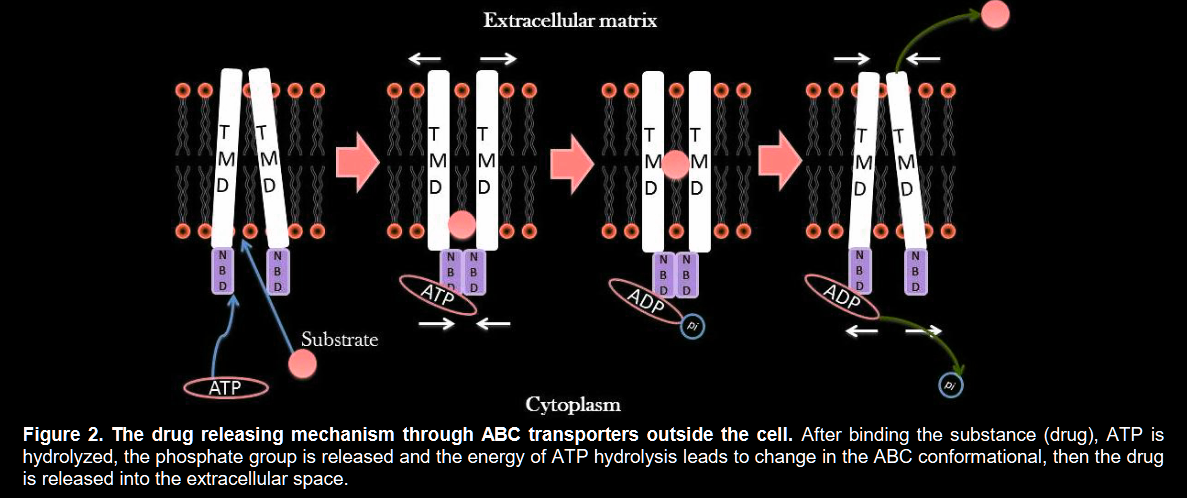 Extracellular matrix
T
M
D
T
M
D
T
M
D
T
M
D
T
M
D
T
M
D
T
M
D
T
M
D
N
B
D
N
B
D
N
B
D
N
B
D
N
B
D
N
B
D
N
B
D
N
B
D
ATP
ADP
pi
ADP
Substrate
ATP
pi
Cytoplasm
Figure 2. The drug releasing mechanism through ABC transporters outside the cell. After binding the substance (drug), ATP is
hydrolyzed, the phosphate group is released and the energy of ATP hydrolysis leads to change in the ABC conformational, then the drug
is released into the extracellular space.